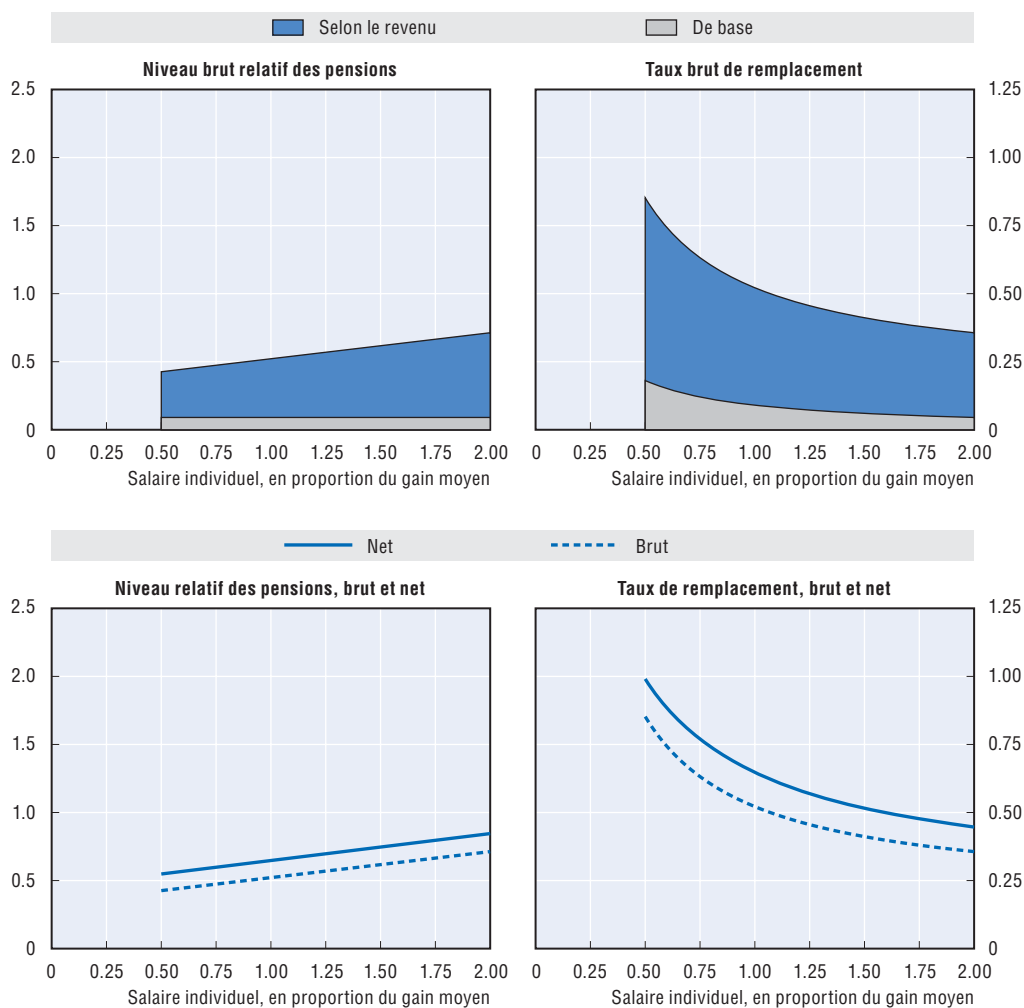 Selon le revenu De base
Niveau brut relatif des pensions
2.5
2.0
1.5
1.0
0.5
0
0 0.25 0.50 0.75 1.00 1.25 1.50 1.75 2.00
Salaire individuel, en proportion du gain moyen
Taux brut de remplacement
1.25
1.00
0.75
0.50
0.25
0
0 0.25 0.50 0.75 1.00 1.25 1.50 1.75 2.00
Salaire individuel, en proportion du gain moyen
Net Brut
Niveau relatif des pensions, brut et net
2.5
2.0
1.5
1.0
0.5
0
0 0.25 0.50 0.75 1.00 1.25 1.50 1.75 2.00
Salaire individuel, en proportion du gain moyen
Taux de remplacement, brut et net
1.25
1.00
0.75
0.50
0.25
0
0 0.25 0.50 0.75 1.00 1.25 1.50 1.75 2.00
Salaire individuel, en proportion du gain moyen